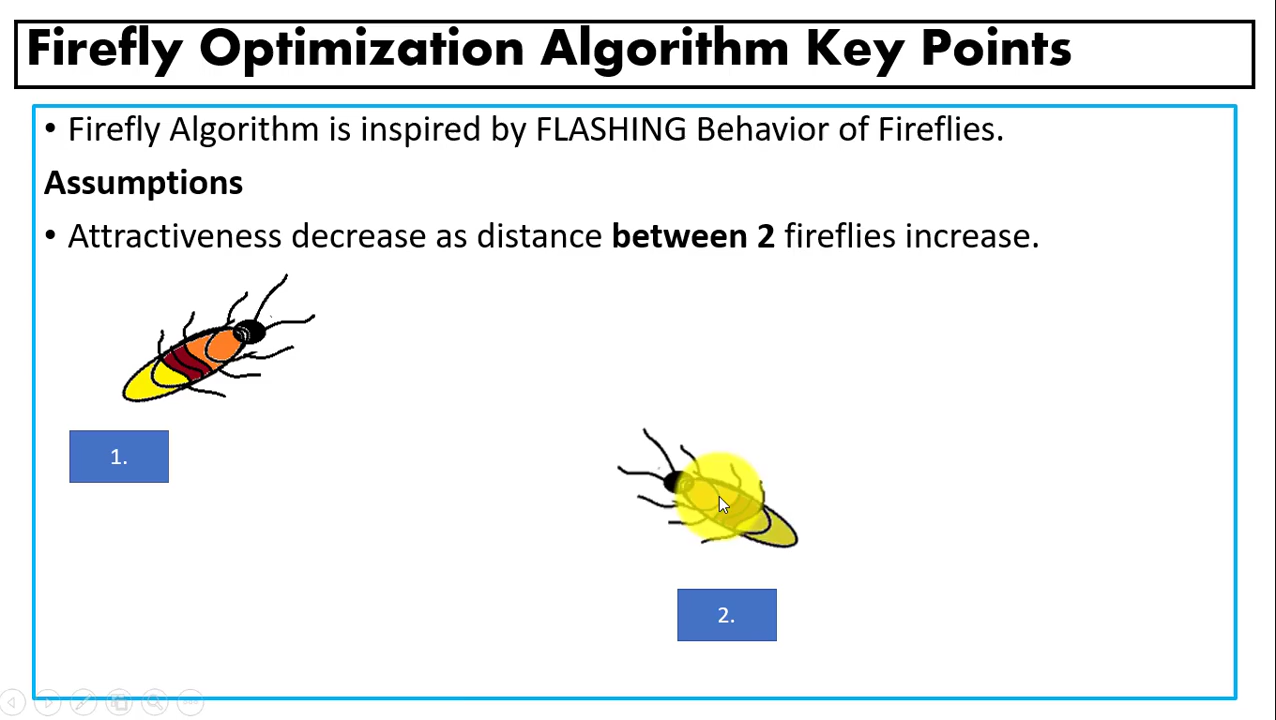 Firefly Optimization Algorithm Key Points
• Firefly Algorithm is inspired by FLASHING Behavior of Fireflies.
Assumptions
• Attractiveness decrease as distance between 2 fireflies increase.
1.
2.